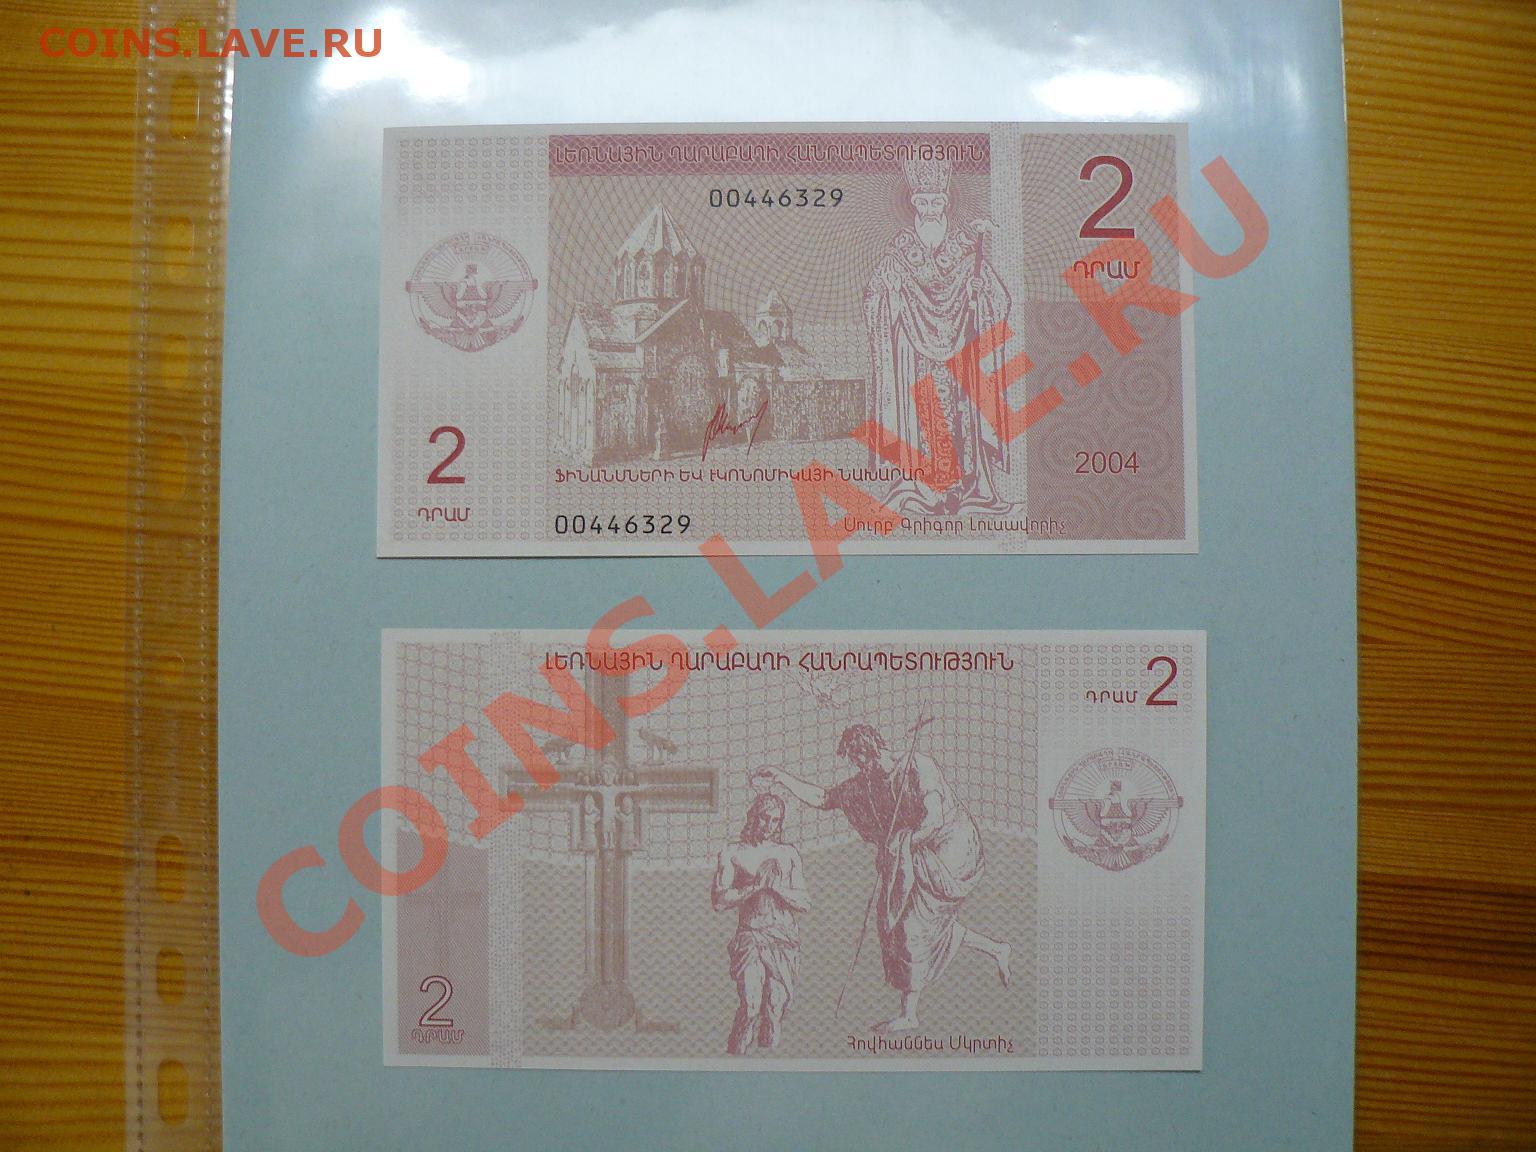 COINS.LAVE.RU
ԼԵՌՆԱՅԻՆ ՂԱՐԱԲԱՂԻ ՀԱՆՐԱՊԵՏՈՒԹՅՈՒՆ
00446329
2
ԴՐԱՄ
2
ԴՐԱՄ
2004
ՖԻՆԱՆՍՆԵՐԻ ԵՎ ԷԿՈՆՈՄԻԿԱՅԻ ՆԱԽԱՐԱՐ
00446329
Սուրբ Գրիգոր Լուսավորիչ
COINS.LAVE.RU
ԼԵՌՆԱՅԻՆ ՂԱՐԱԲԱՂԻ ՀԱՆՐԱՊԵՏՈՒԹՅՈՒՆ
ԴՐԱՄ 2
2
ԴՐԱՄ
Հովհաննես Մկրտիչ